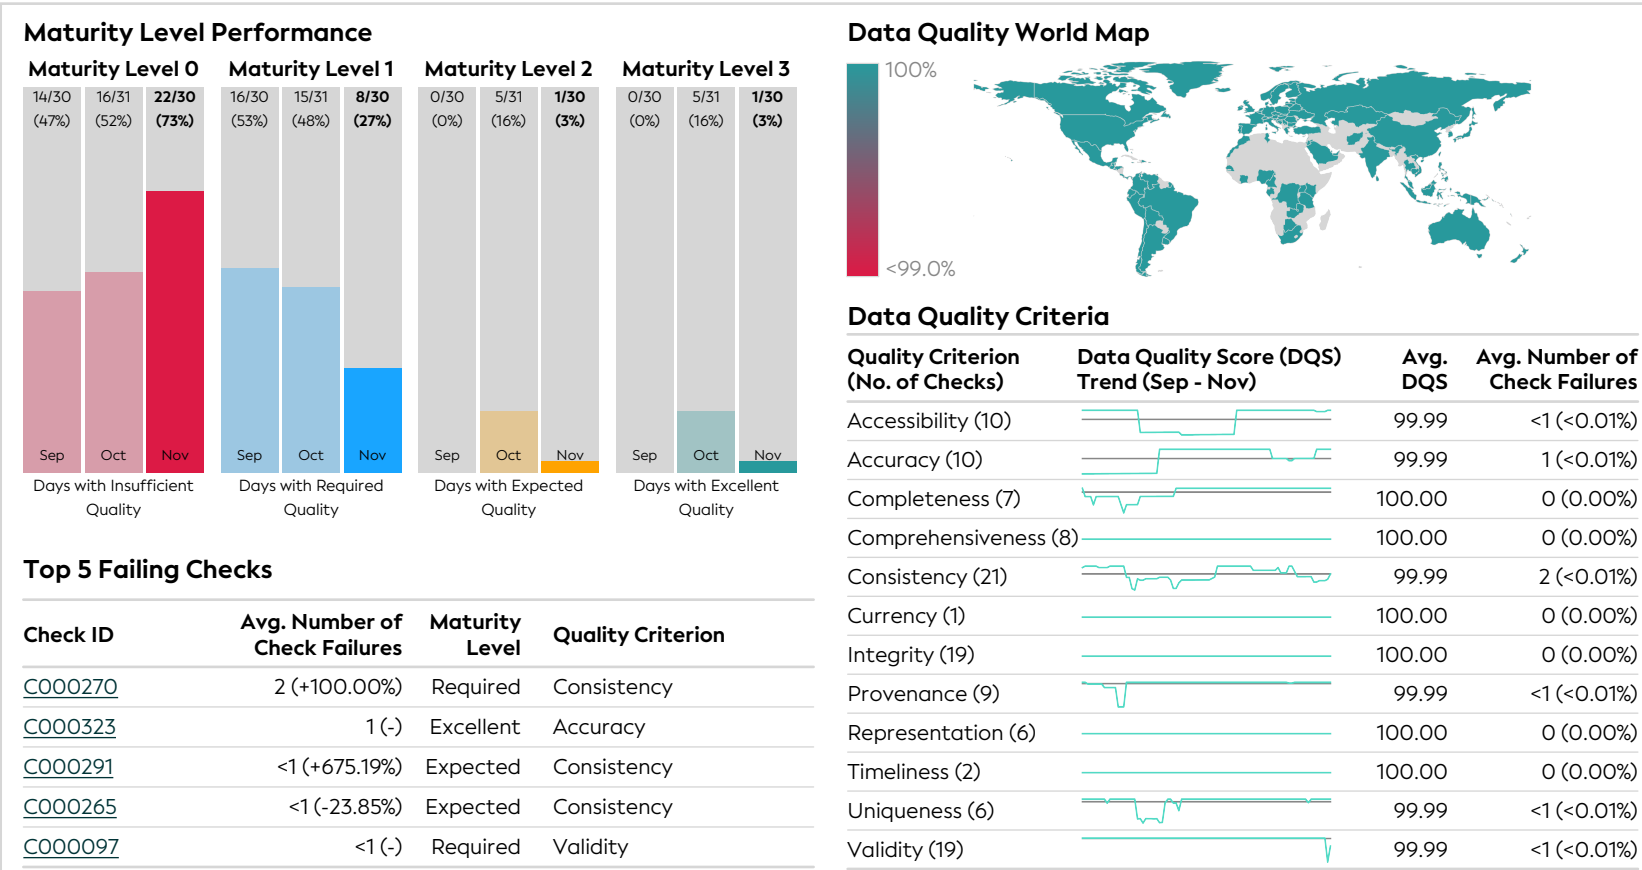 Maturity Level Performance
Maturity Level 0
Maturity Level 1
Maturity Level 2
Maturity Level 3
14/30 16/31 22/30
(47%) (52%) (73%)
16/30 15/31 8/30
(53%) (48%) (27%)
0/30 5/31 1/30
(0%) (16%) (3%)
0/30 5/31 1/30
(0%) (16%) (3%)
Sep Oct Nov
Sep Oct Nov
Sep Oct Nov
Sep Oct Nov
Days with Insufficient
Quality
Days with Required
Quality
Days with Expected
Quality
Days with Excellent
Quality
Top 5 Failing Checks
Check ID
Avg. Number of
Check Failures
Maturity
Level
Quality Criterion
C000270 2 (+100.00%) Required Consistency
C000323 1 (-) Excellent Accuracy
C000291 <1 (+675.19%) Expected Consistency
C000265 <1 (-23.85%) Expected Consistency
C000097 <1 (-) Required Validity
Data Quality World Map
100%
<99.0%
Data Quality Criteria
Quality Criterion
(No. of Checks)
Data Quality Score (DQS)
Trend (Sep - Nov)
Avg.
DQS
Avg. Number of
Check Failures
Accessibility (10) 99.99 <1 (<0.01%)
Accuracy (10) 99.99 1 (<0.01%)
Completeness (7) 100.00 0 (0.00%)
Comprehensiveness (8) 100.00 0 (0.00%)
Consistency (21) 99.99 2 (<0.01%)
Currency (1) 100.00 0 (0.00%)
Integrity (19) 100.00 0 (0.00%)
Provenance (9) 99.99 <1 (<0.01%)
Representation (6) 100.00 0 (0.00%)
Timeliness (2) 100.00 0 (0.00%)
Uniqueness (6) 99.99 <1 (<0.01%)
Validity (19) 99.99 <1 (<0.01%)